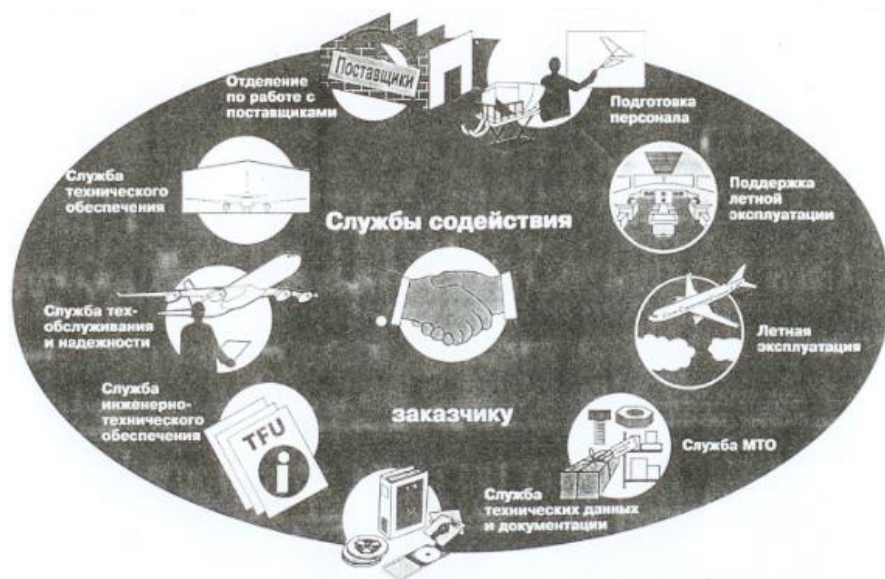 Поставщики
Отделение
по работе с
поставщиками
Подготовка
персонала
Служба
технического
обеспечения
Поддержка
летной
эксплуатации
Службы содействия
Служба тех-
обслуживания
и надежности
Летная
эксплуатация
Служба
инженерно-
технического
обеспечения
TFU
i
заказчику
Служба МТО
Служба
технических данных
и документации